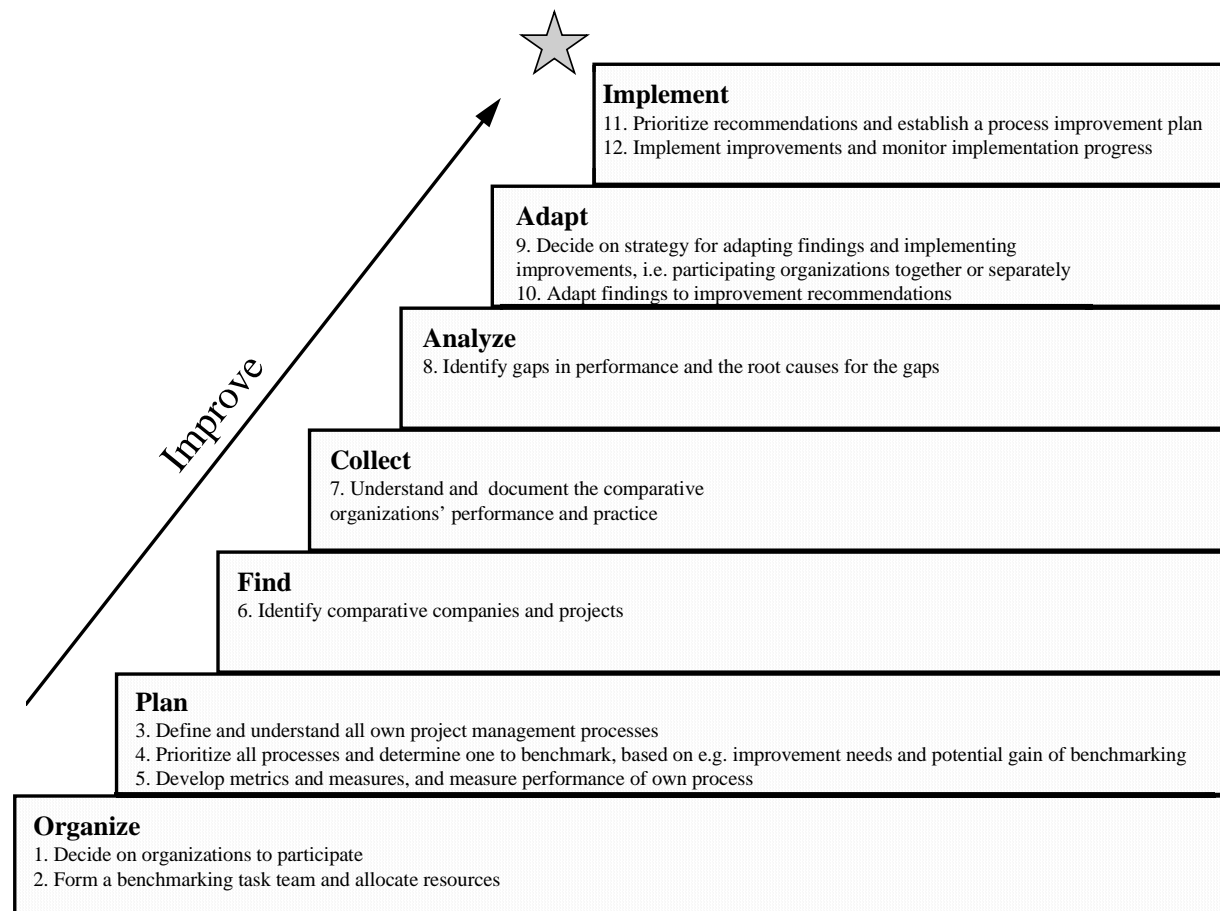 Implement
11. Prioritize recommendations and establish a process improvement plan
12. Implement improvements and monitor implementation progress
Adapt
9. Decide on strategy for adapting findings and implementing
improvements, i.e. participating organizations together or separately
10. Adapt findings to improvement recommendations
Analyze
8. Identify gaps in performance and the root causes for the gaps
Improve
Collect
7. Understand and  document the comparative
organizations’ performance and practice
Find
6. Identify comparative companies and projects
Plan
3. Define and understand all own project management processes
4. Prioritize all processes and determine one to benchmark, based on e.g. improvement needs and potential gain of benchmarking
5. Develop metrics and measures, and measure performance of own process
Organize
1. Decide on organizations to participate
2. Form a benchmarking task team and allocate resources